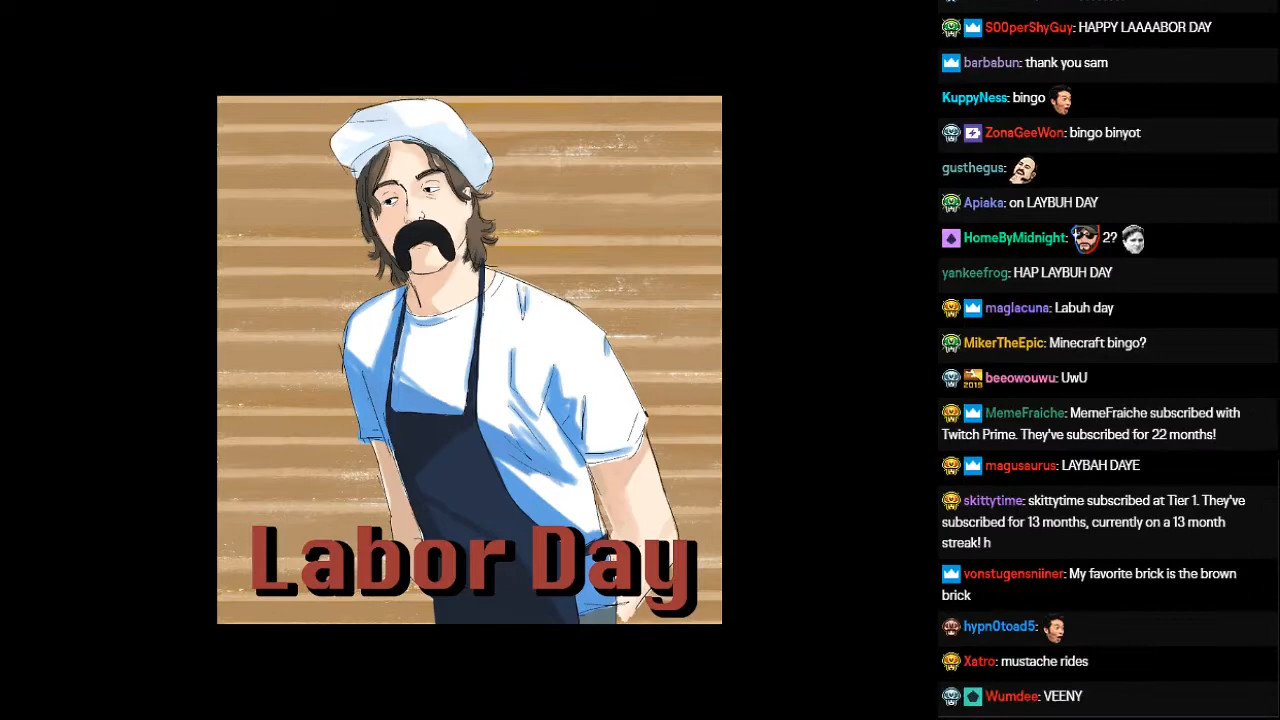 S00perShyGuy: HAPPY LAAAABOR DAY
barbabun: thank you sam
KuppyNess: bingo
ZonaGeeWon: bingo binyot
gusthegus:
Apiaka: on LAYBUH DAY
HomeByMidnight: 2?
yankeefrog: HAP LAYBUH DAY
maglacuna: Labuh day
MikerTheEpic: Minecraft bingo?
2019 beeowouwu: UwU
MemeFraiche: MemeFraiche subscribed with
Twitch Prime. They've subscribed for 22 months!
magusaurus: LAYBAH DAYE
skittytime: skittytime subscribed at Tier 1. They've
subscribed for 13 months, currently on a 13 month
streak! h
vonstugensniiner: My favorite brick is the brown
brick
hypn0toad5:
Xatro: mustache rides
Wumdee: VEENY
Labor Day